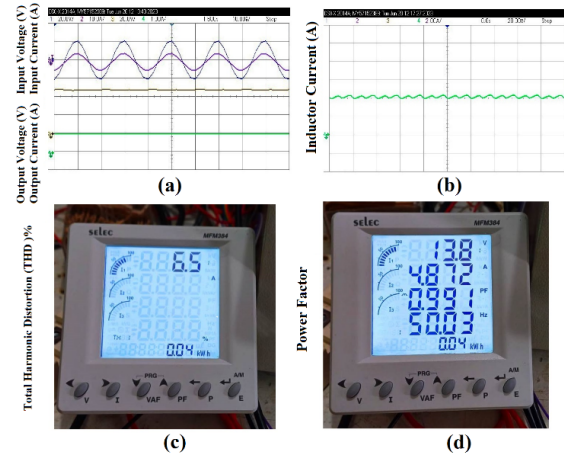 Input Voltage (V)
Input Current (A)
Output Voltage (V)
Output Current (A)
(a)
Inductor Current (A)
(b)
Total Harmonic Distortion (THD )%
selec
MFM384
6.5
A
%
0.04 kWh
PRG
A/M
V
I
VAF
PF
P
E
(c)
Power Factor
selec
MFM384
13.8 V
4.872 A
0.991 PF
50.03 Hz
0.04 kWh
PRG
A/M
V
I
VAF
PF
P
E
(d)